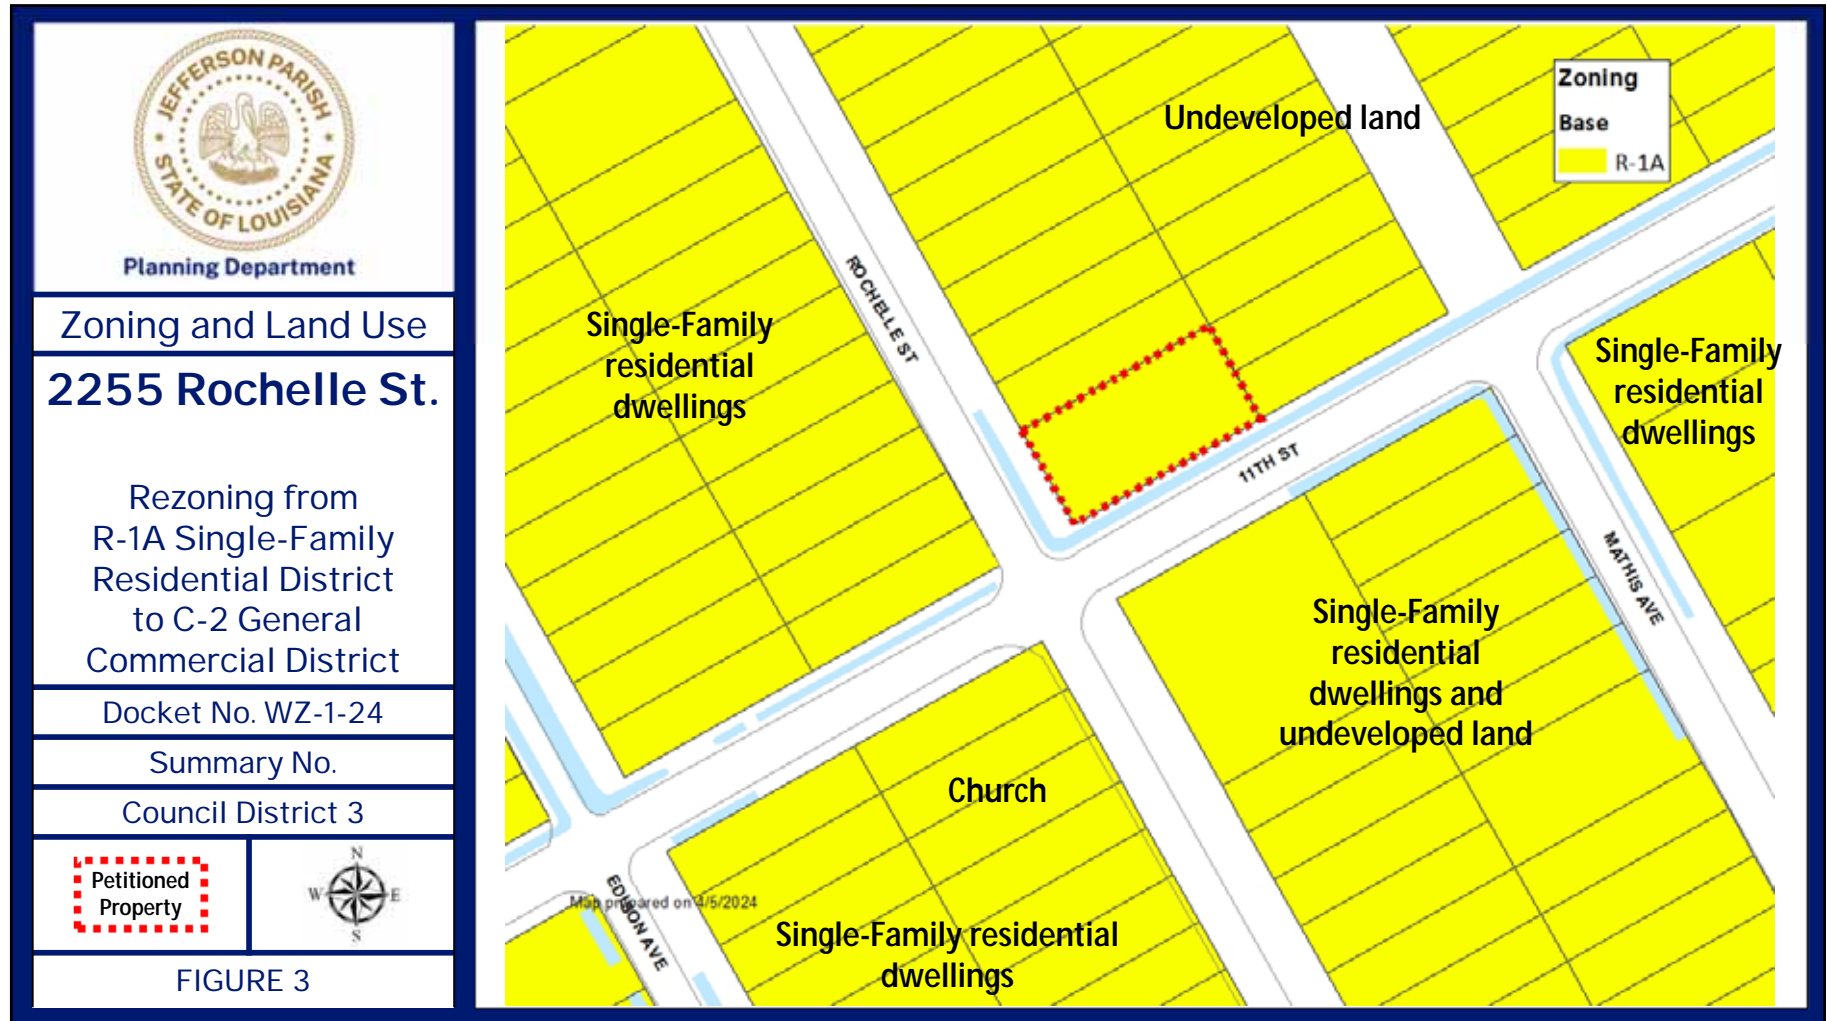 JEFFERSON PARISH
STATE OF LOUISIANA
Planning Department
Zoning and Land Use
2255 Rochelle St.
Rezoning from
R-1A Single-Family
Residential District
to C-2 General
Commercial District
Docket No. WZ-1-24
Summary No.
Council District 3
Petitioned
Property
N
W
E
S
FIGURE 3
Undeveloped land
Zoning
Base
R-1A
ROCHELLE ST
Single-Family
residential
dwellings
Single-Family
residential
dwellings
11TH ST
MATHIS AVE
Single-Family
residential
dwellings and
undeveloped land
Church
EDISON AVE
Map prepared on 4/5/2024
Single-Family residential
dwellings